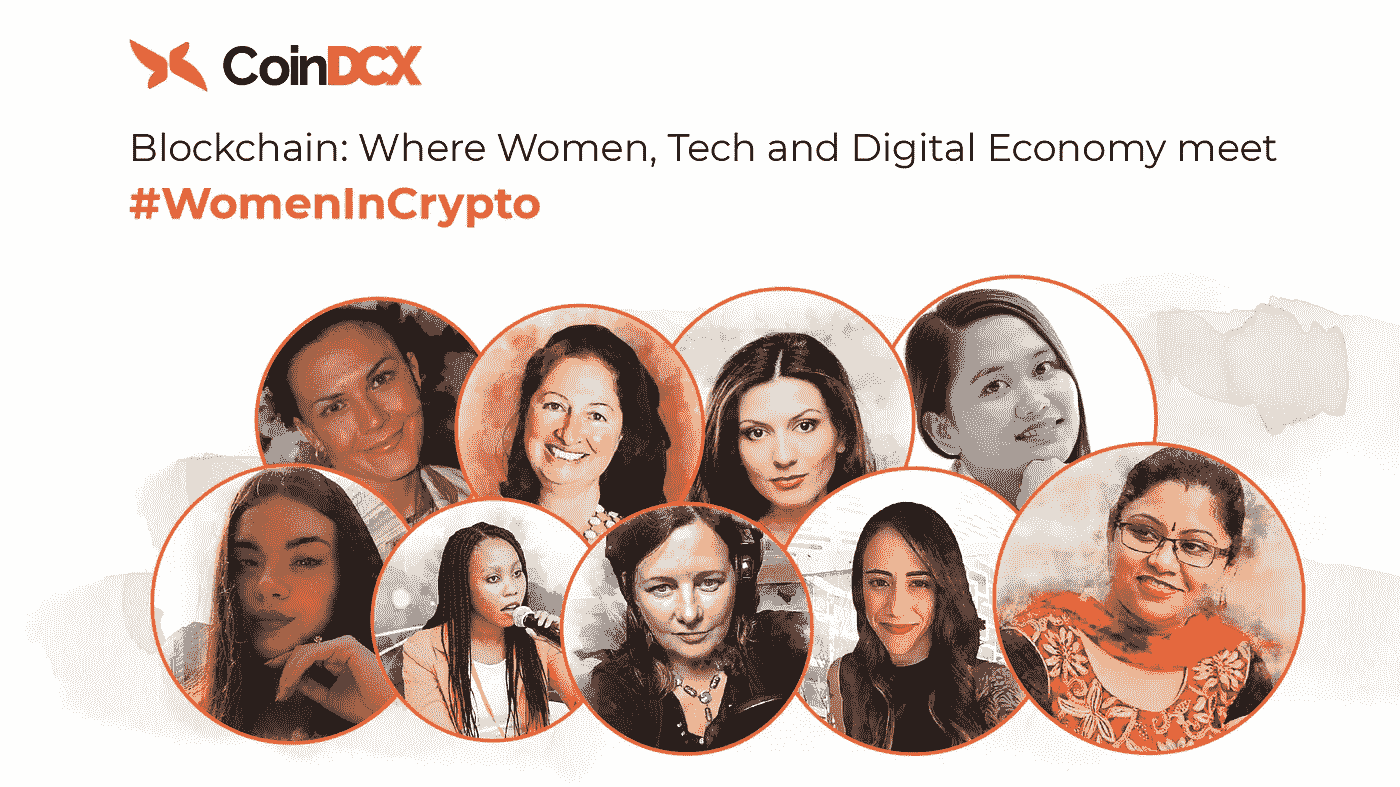 CoinDCX
Blockchain: Where Women, Tech and Digital Economy meet
#WomenInCrypto